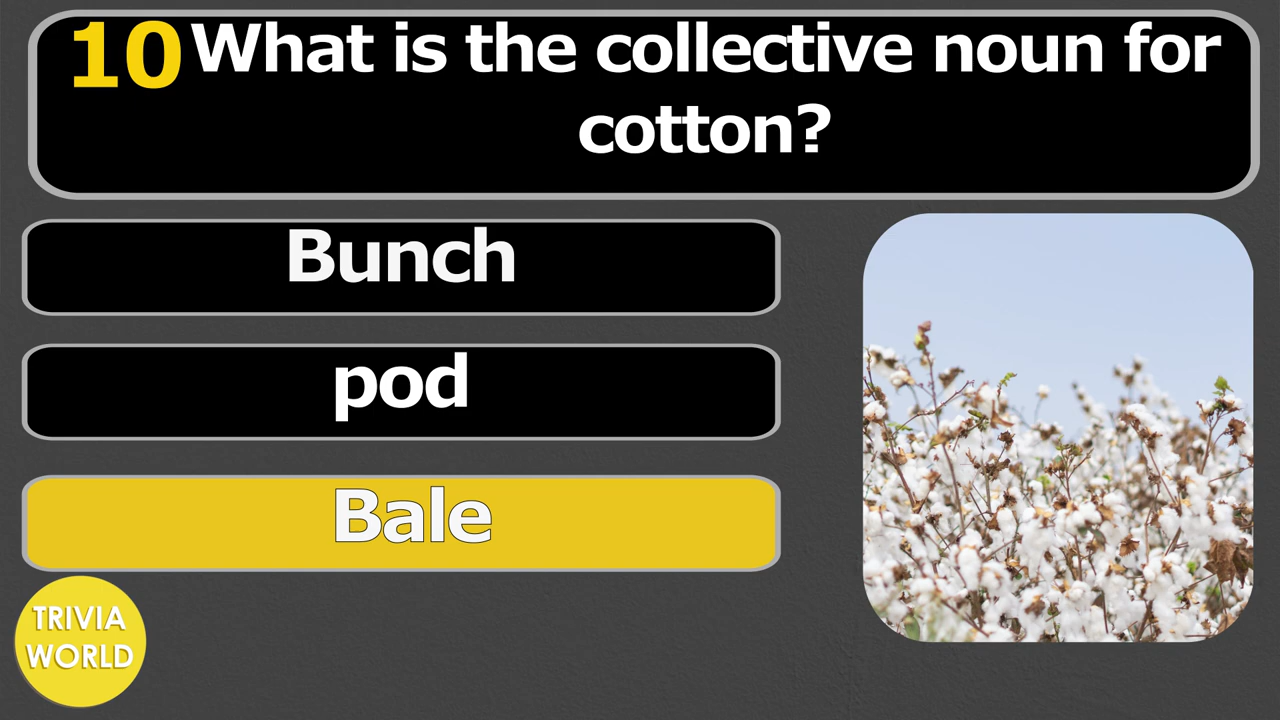 10 What is the collective noun for
cotton?
Bunch
pod
Bale
TRIVIA
WORLD